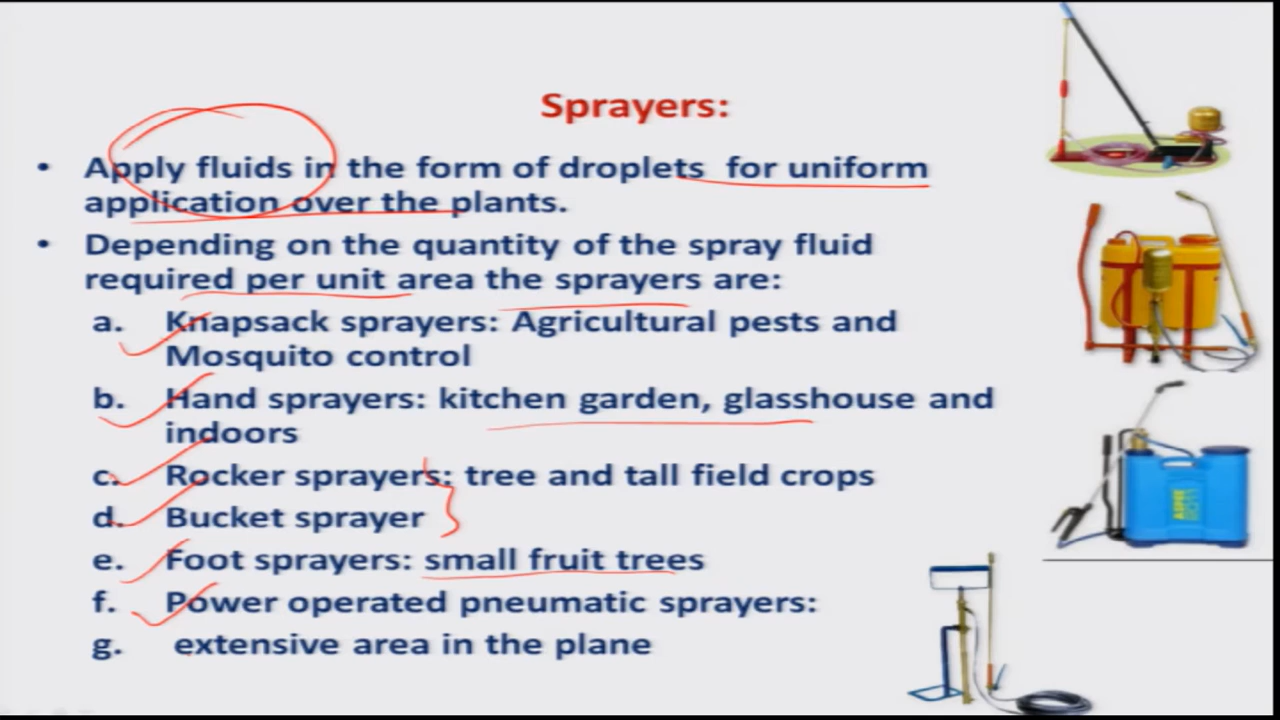 Sprayers:
• Apply fluids in the form of droplets for uniform
application over the plants.
• Depending on the quantity of the spray fluid
required per unit area the sprayers are:
a. Knapsack sprayers: Agricultural pests and
Mosquito control
b. Hand sprayers: kitchen garden, glasshouse and
indoors
c. Rocker sprayers: tree and tall field crops
d. Bucket sprayer
e. Foot sprayers: small fruit trees
f. Power operated pneumatic sprayers:
g. extensive area in the plane